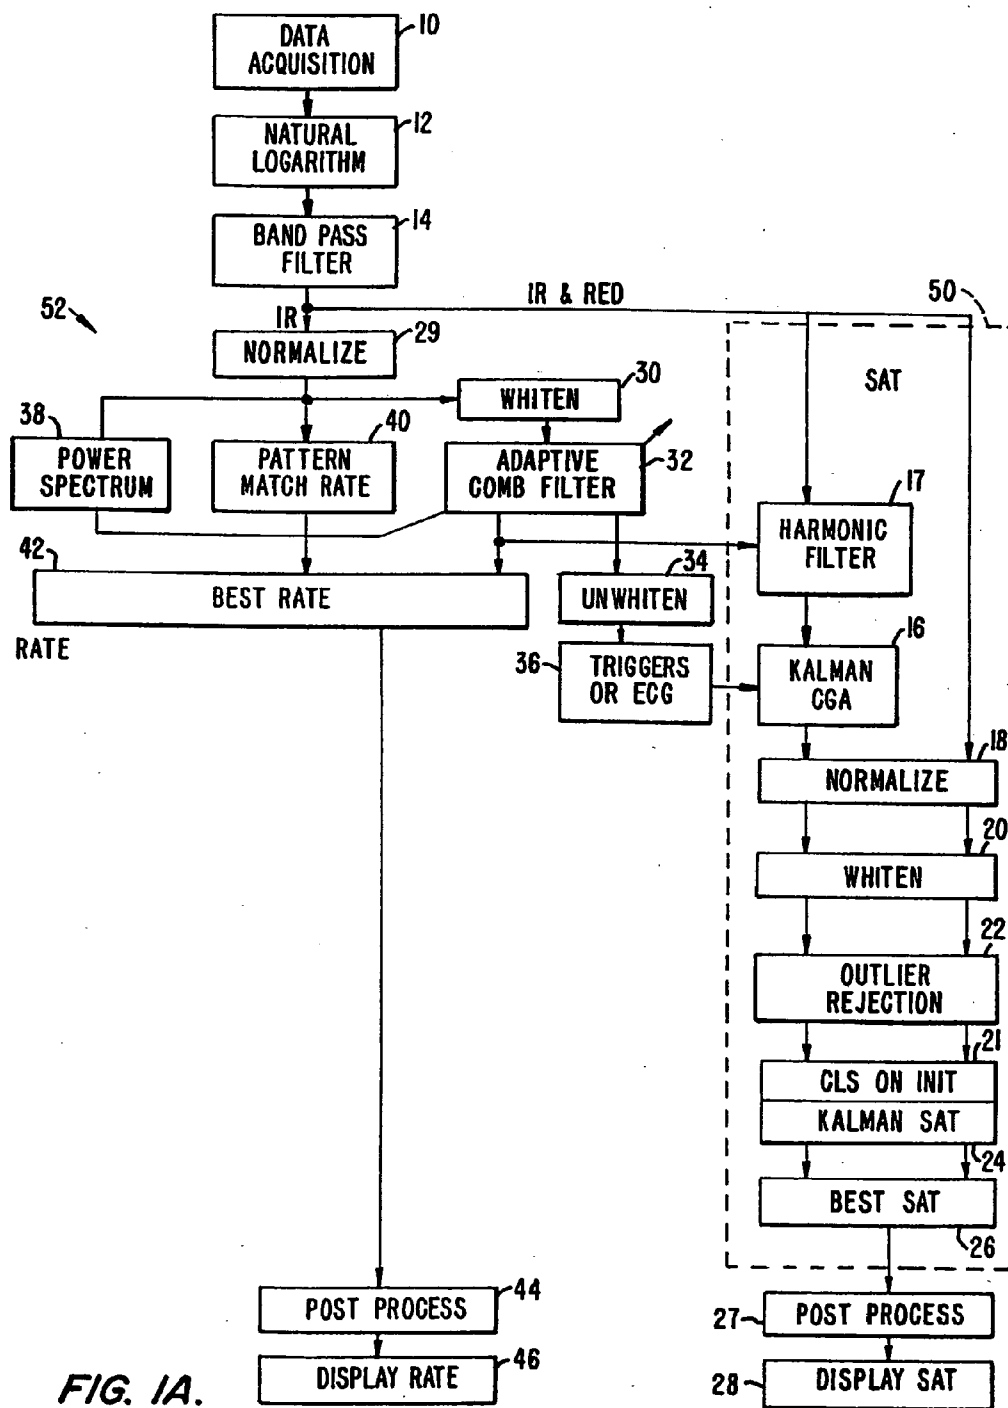 DATA
ACQUISITION
10
NATURAL
LOGARITHM
12
BAND PASS
FILTER
14
IR & RED
50
52
IR
NORMALIZE
29
SAT
WHITEN
30
38
POWER
SPECTRUM
40
PATTERN
MATCH RATE
ADAPTIVE
COMB FILTER
32
17
HARMONIC
FILTER
42
BEST RATE
34
UNWHITEN
RATE
36
TRIGGERS
OR ECG
16
KALMAN
CGA
18
NORMALIZE
20
WHITEN
22
OUTLIER
REJECTION
21
CLS ON INIT
KALMAN SAT
24
BEST SAT
26
POST PROCESS
44
27
POST PROCESS
DISPLAY RATE
46
28
DISPLAY SAT
FIG. 1A.